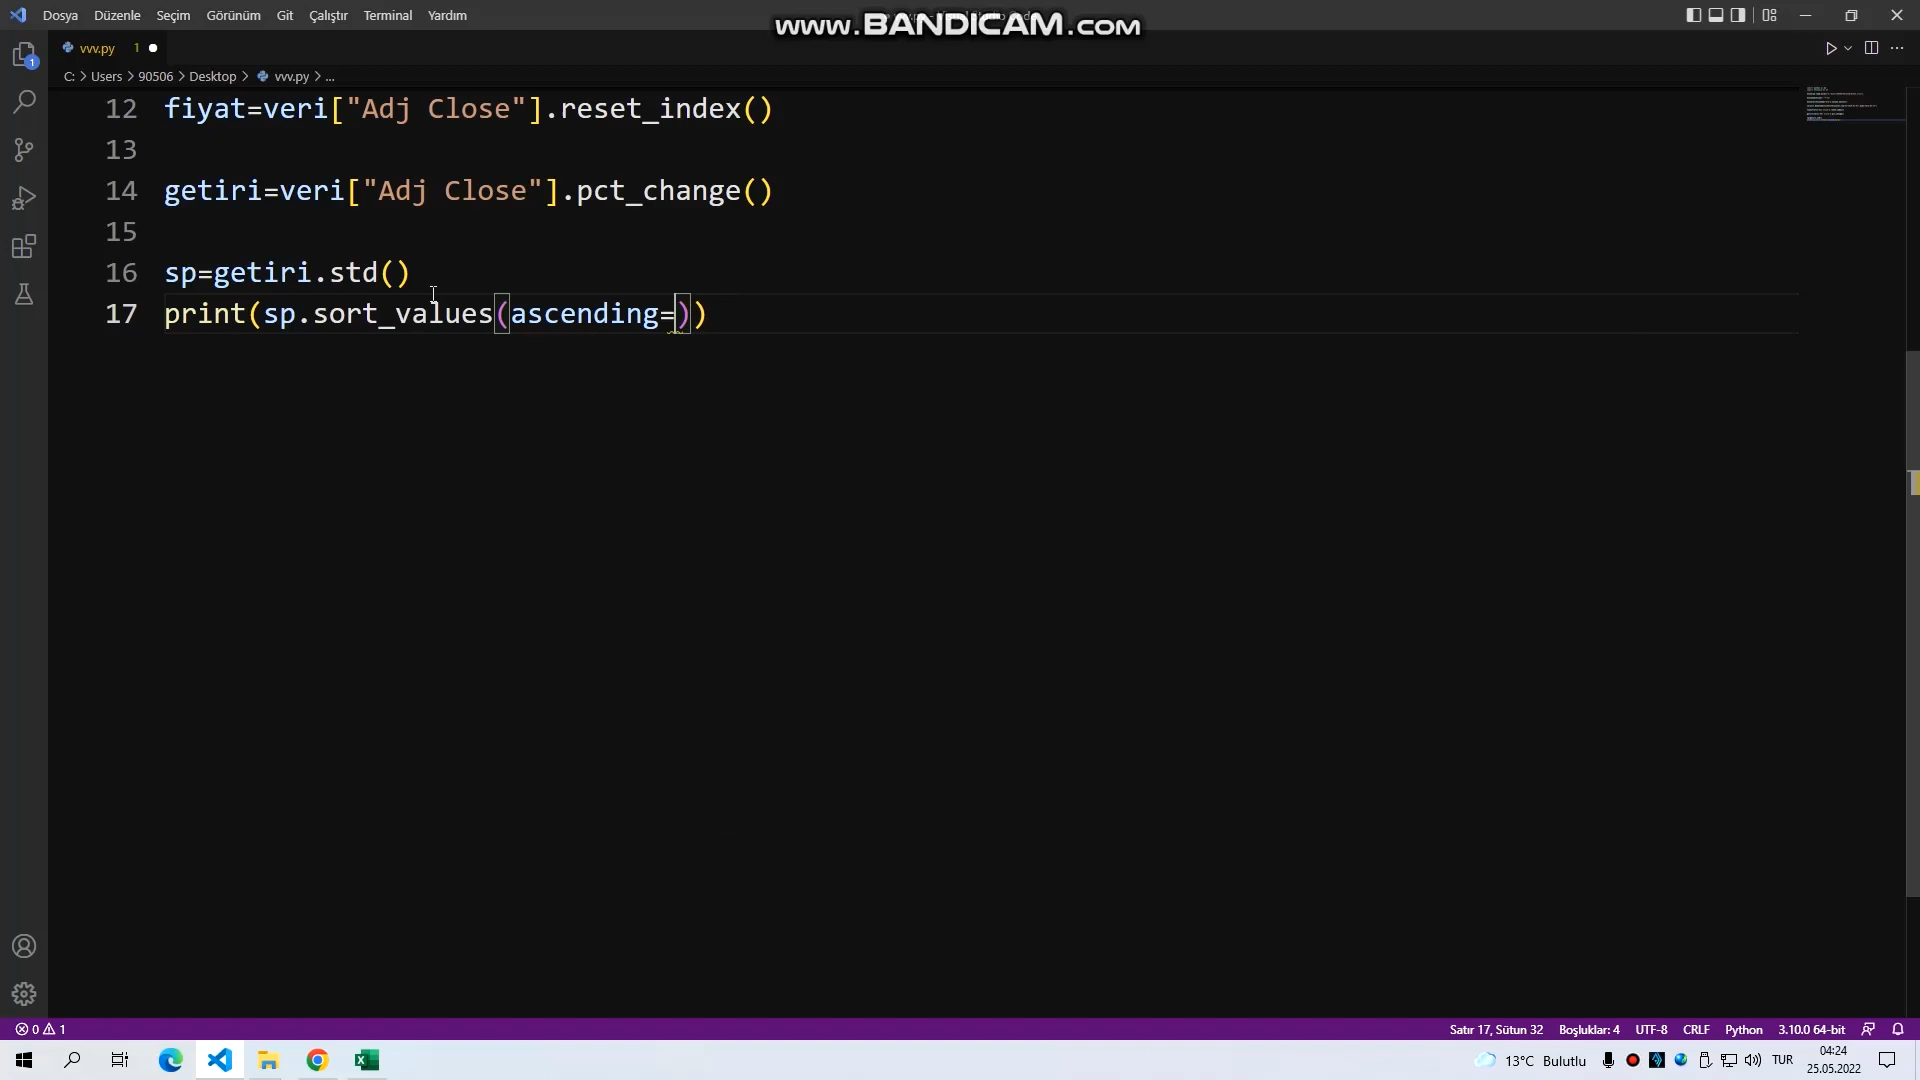 Dosya Düzenle Seçim Görünüm Git Çalıştır Terminal Yardım
www.BANDICAM.com
vvv.py 1
C: > Users > 90506 > Desktop > vvv.py > ...
12 fiyat=veri["Adj Close"].reset_index()
13
14 getiri=veri["Adj Close"].pct_change()
15
16 sp=getiri.std()
17 print(sp.sort_values(ascending=))
1
0 1 Satır 17, Sütun 32 Boşluklar: 4 UTF-8 CRLF Python 3.10.0 64-bit
13°C Bulutlu TUR 04:24
25.05.2022